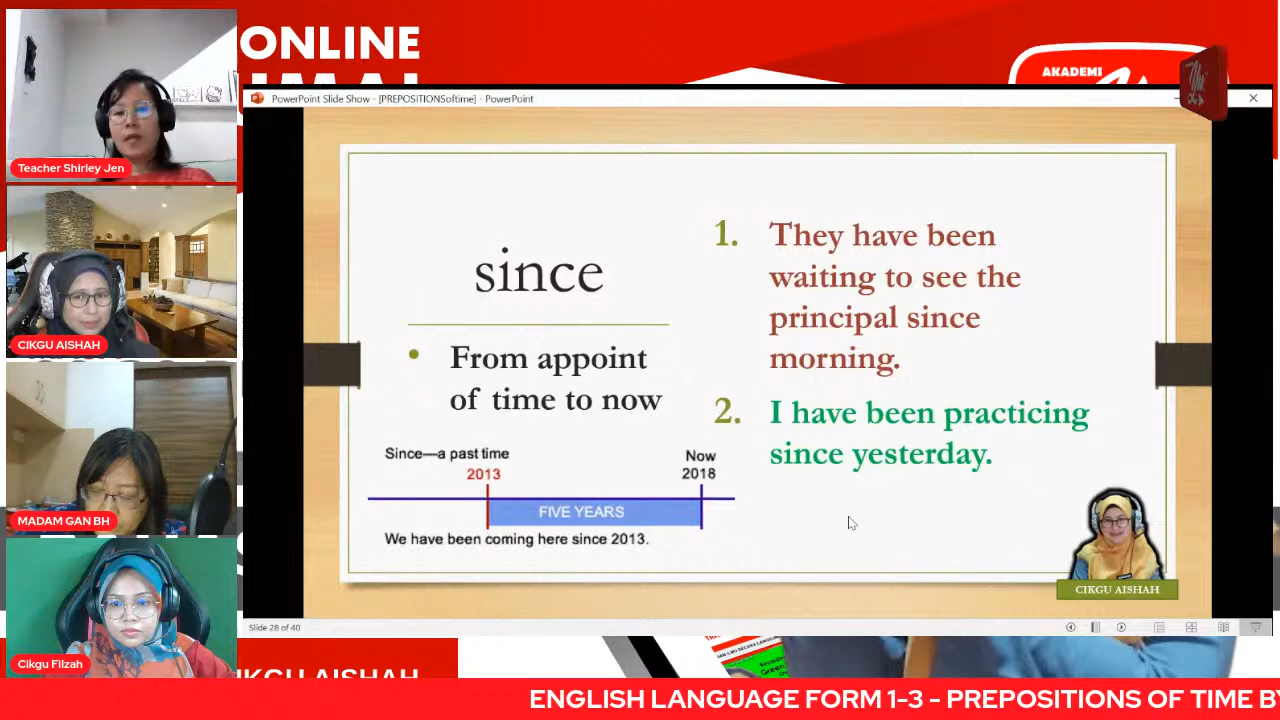 ONLINE
AKADEMI
PowerPoint Slide Show - [PREPOSITIONSoftime] - PowerPoint
Teacher Shirley Jen
CIKGU AISHAH
MADAM GAN BH
Cikgu Filzah
since
• From appoint
of time to now
Since—a past time
Now
2013
2018
FIVE YEARS
We have been coming here since 2013.
1. They have been
waiting to see the
principal since
morning.
2. I have been practicing
since yesterday.
CIKGU AISHAH
Slide 28 of 40
ENGLISH LANGUAGE FORM 1-3 - PREPOSITIONS OF TIME B